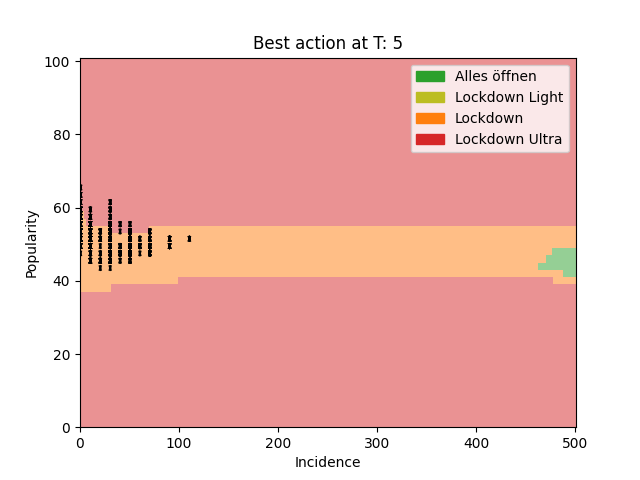 Best action at T: 5
Alles öffnen
Lockdown Light
Lockdown
Lockdown Ultra
100
80
60
40
20
0
Popularity
0 100 200 300 400 500
Incidence